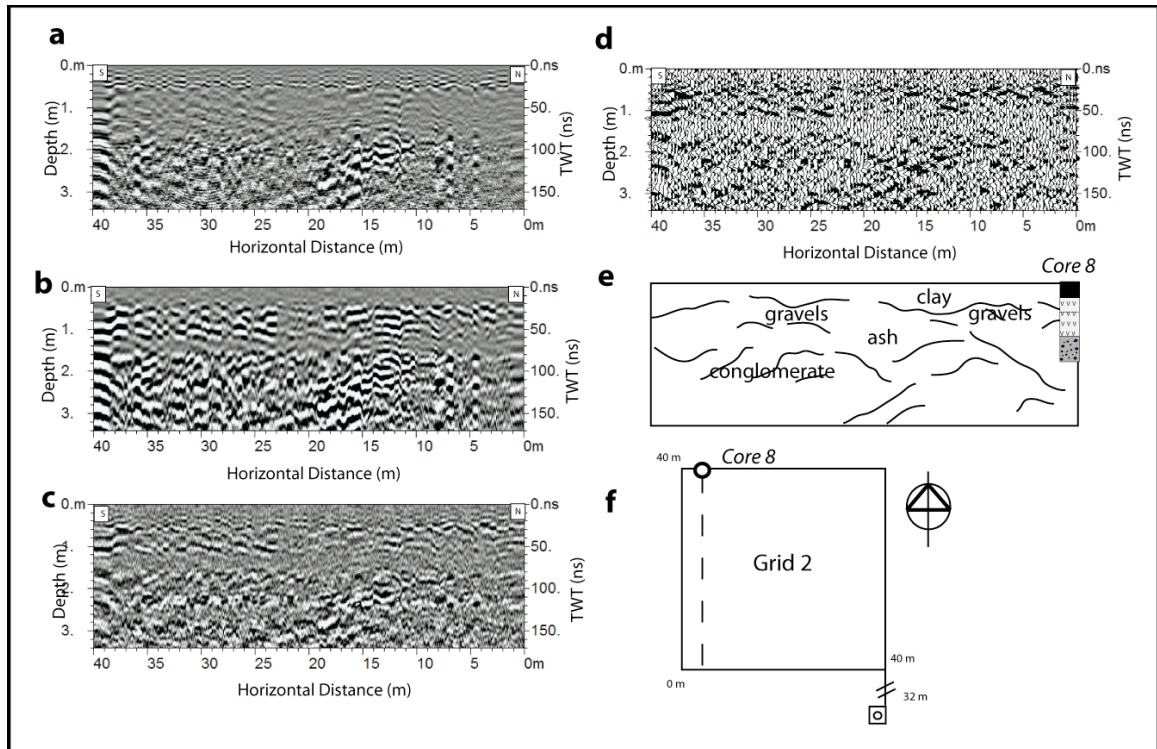 a
S
N
0.m
1.
2.
3.
Depth (m)
0.ns
50.
100.
150.
TWT (ns)
40 35 30 25 20 15 10 5 0m
Horizontal Distance (m)
b
S
N
0.m
1.
2.
3.
Depth (m)
0.ns
50.
100.
150.
TWT (ns)
40 35 30 25 20 15 10 5 0m
Horizontal Distance (m)
c
S
N
0.m
3.
Depth (m)
0.ns
50.
100.
150.
TWT (ns)
40 35 30 25 20 15 10 5 0m
Horizontal Distance (m)
d
S
N
0.m
1.
2.
3.
Depth (m)
0.ns
50.
100.
150.
TWT (ns)
40 35 30 25 20 15 10 5 0m
Horizontal Distance (m)
e
Core 8
clay
gravels
gravels
ash
conglomerate
v v v
v v v
v v v
v v v
f
40 m
Core 8
Grid 2
0 m
40 m
32 m